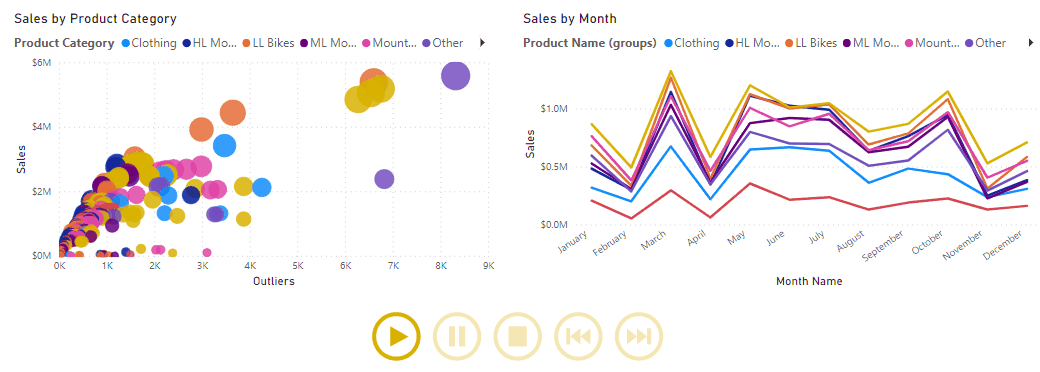 Sales by Product Category
Product Category Clothing HL Mo... LL Bikes ML Mo... Mount... Other
Sales
$6M
$4M
$2M
$0M
0K 1K 2K 3K 4K 5K 6K 7K 8K 9K
Outliers
Sales by Month
Product Name (groups) Clothing HL Mo... LL Bikes ML Mo... Mount... Other
Sales
$1.0M
$0.5M
$0.0M
January February March April May June July August September October November December
Month Name